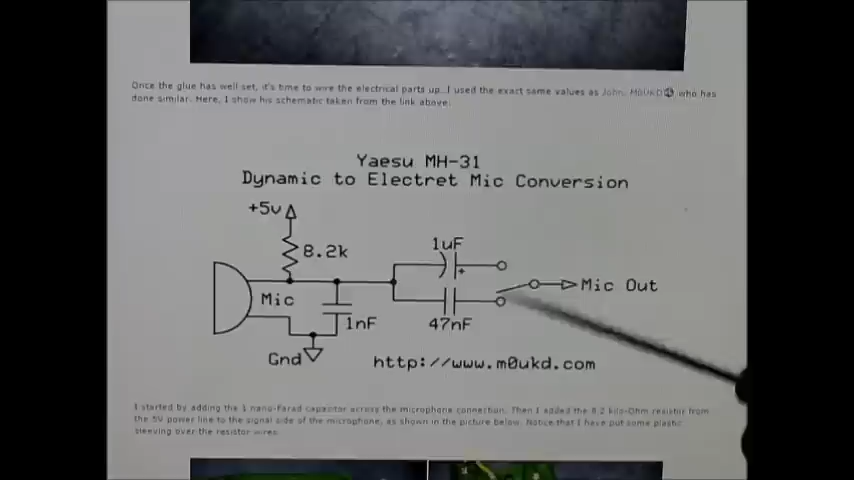 Once the glue has well set, it's time to wire the electrical parts up...I used the exact same values as John, M0UKD who has
done similar. Here, I show his schematic taken from the link above.
Yaesu MH-31
Dynamic to Electret Mic Conversion
+5v
8.2k
1uF
+
Mic Out
Mic
1nF
47nF
Gnd
http://www.m0ukd.com
I started by adding the 1 nano-Farad capacitor across the microphone connection. Then I added the 8.2 kilo-Ohm resistor from
the 5V power line to the signal side of the microphone, as shown in the picture below. Notice that I have put some plastic
sleeving over the resistor wires.